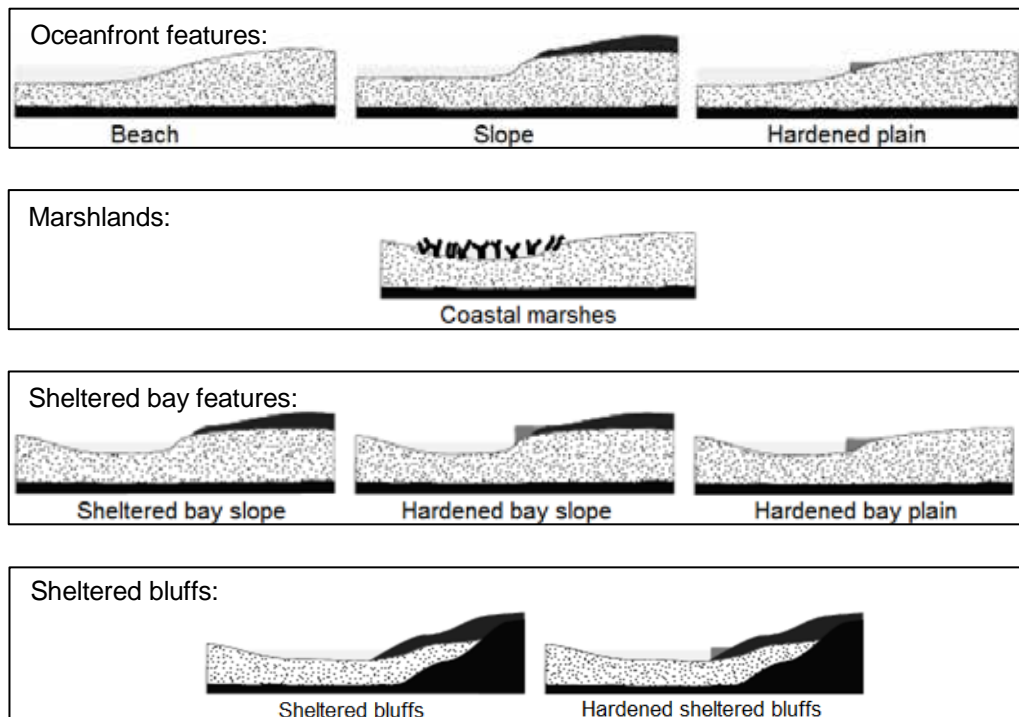 Oceanfront features:
Beach
Slope
Hardened plain
Marshlands:
Coastal marshes
Sheltered bay features:
Sheltered bay slope
Hardened bay slope
Hardened bay plain
Sheltered bluffs:
Sheltered bluffs
Hardened sheltered bluffs